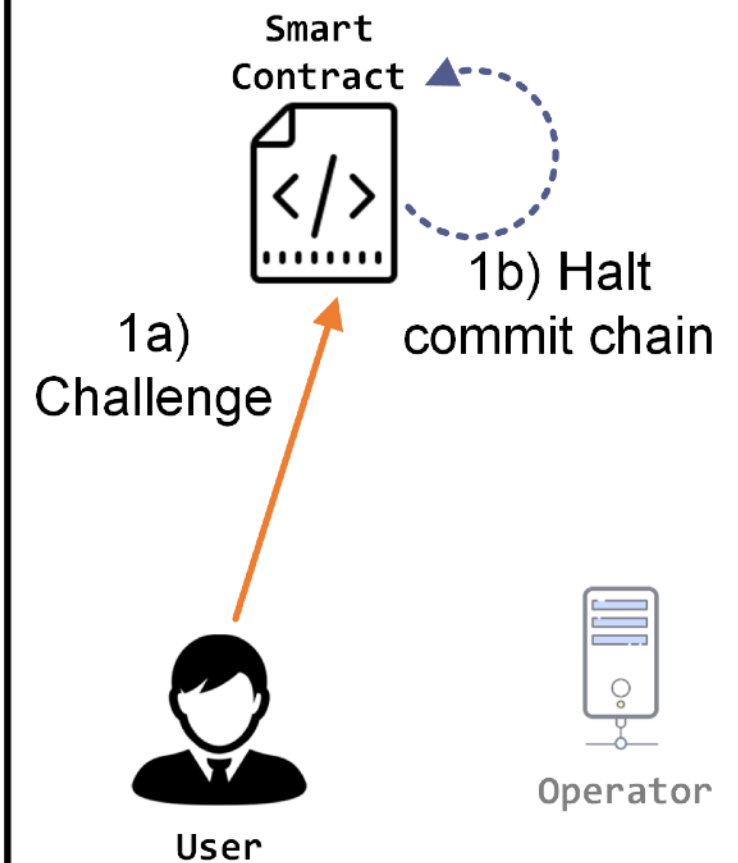 Smart
Contract
</>
1b) Halt
commit chain
1a)
Challenge
Operator
User